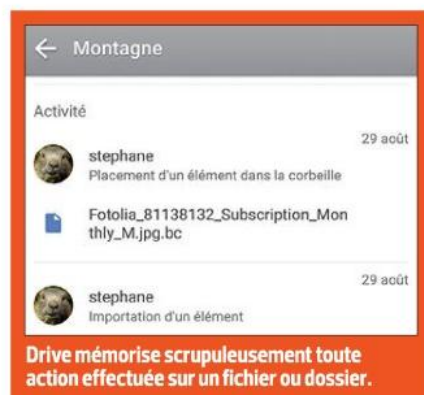 ← Montagne
Activité
29 août
stephane
Placement d'un élément dans la corbeille
Fotolia_81138132_Subscription_Mon
thly_M.jpg.bc
29 août
stephane
Importation d'un élément
Drive mémorise scrupuleusement toute
action effectuée sur un fichier ou dossier.